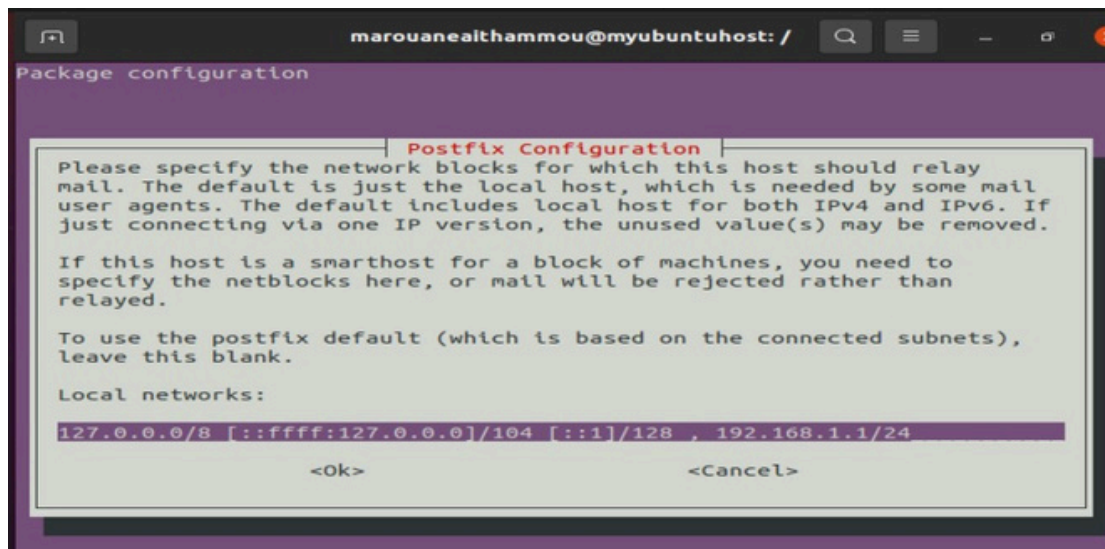 marouaneaithammou@myubuntuhost: /
Package configuration
Postfix Configuration
Please specify the network blocks for which this host should relay
mail. The default is just the local host, which is needed by some mail
user agents. The default includes local host for both IPv4 and IPv6. If
just connecting via one IP version, the unused value(s) may be removed.
If this host is a smarthost for a block of machines, you need to
specify the netblocks here, or mail will be rejected rather than
relayed.
To use the postfix default (which is based on the connected subnets),
leave this blank.
Local networks:
127.0.0.0/8 [::ffff:127.0.0.0]/104 [::1]/128 , 192.168.1.1/24
<Ok> <Cancel>